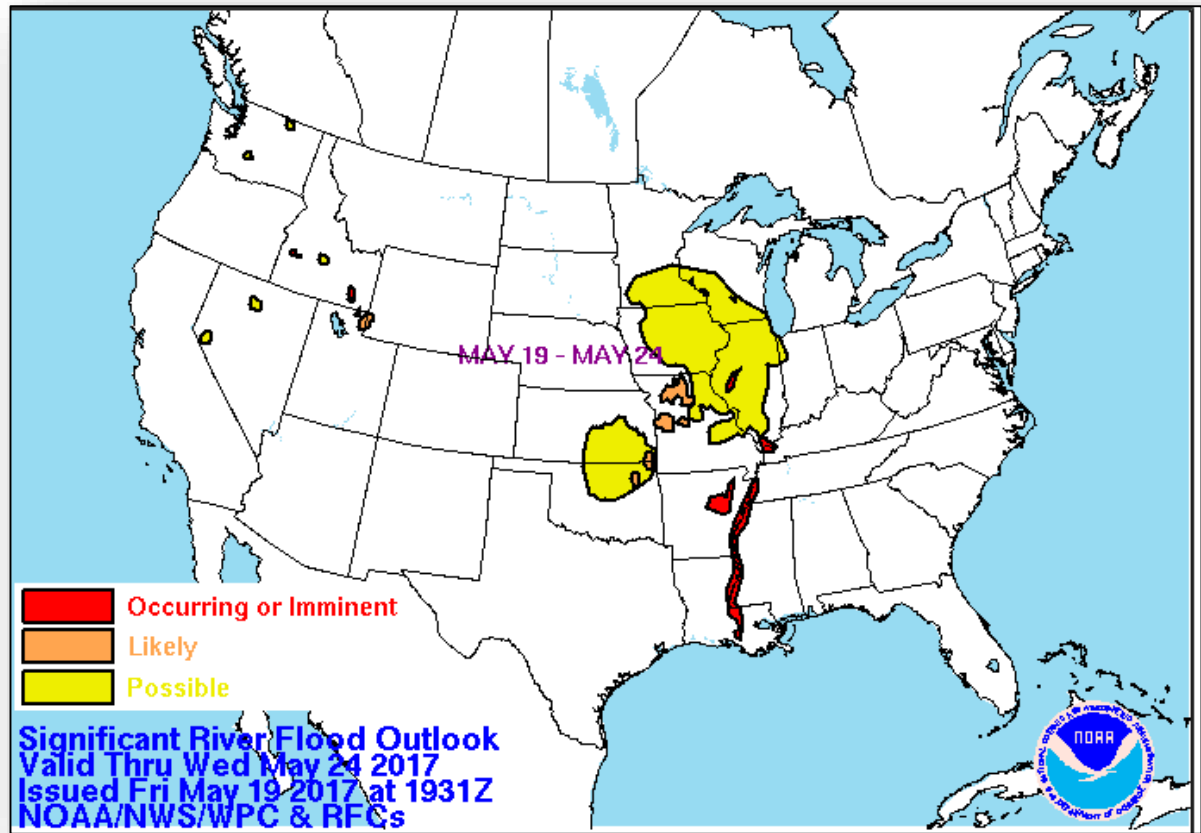 MAY 19 - MAY 24
Occurring or Imminent
Likely
Possible
Significant River Flood Outlook
Valid Thru Wed May 24 2017
Issued Fri May 19 2017 at 1931Z
NOAA/NWS/WPC & RFCs
NOAA